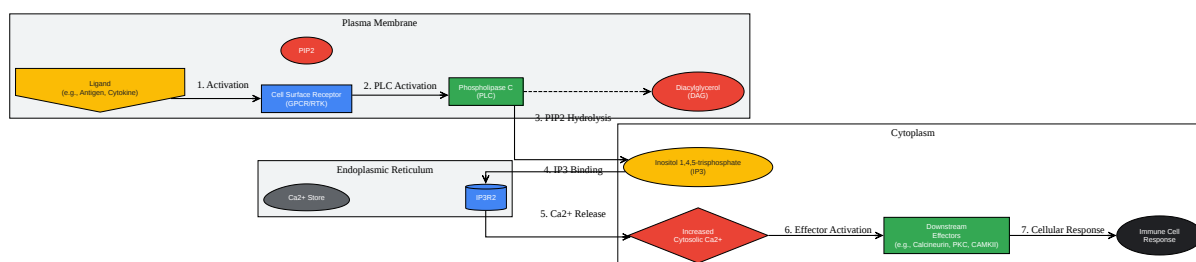 Plasma Membrane
PIP2
Ligand
(e.g., Antigen, Cytokine)
1. Activation
Cell Surface Receptor
(GPCR/RTK)
2. PLC Activation
Phospholipase C
(PLC)
Diacylglycerol
(DAG)
3. PIP2 Hydrolysis
Cytoplasm
Inositol 1,4,5-trisphosphate
(IP3)
4. IP3 Binding
Endoplasmic Reticulum
Ca2+ Store
IP3R2
5. Ca2+ Release
Increased
Cytosolic Ca2+
6. Effector Activation
Downstream
Effectors
(e.g., Calcineurin, PKC, CAMKII)
7. Cellular Response
Immune Cell
Response